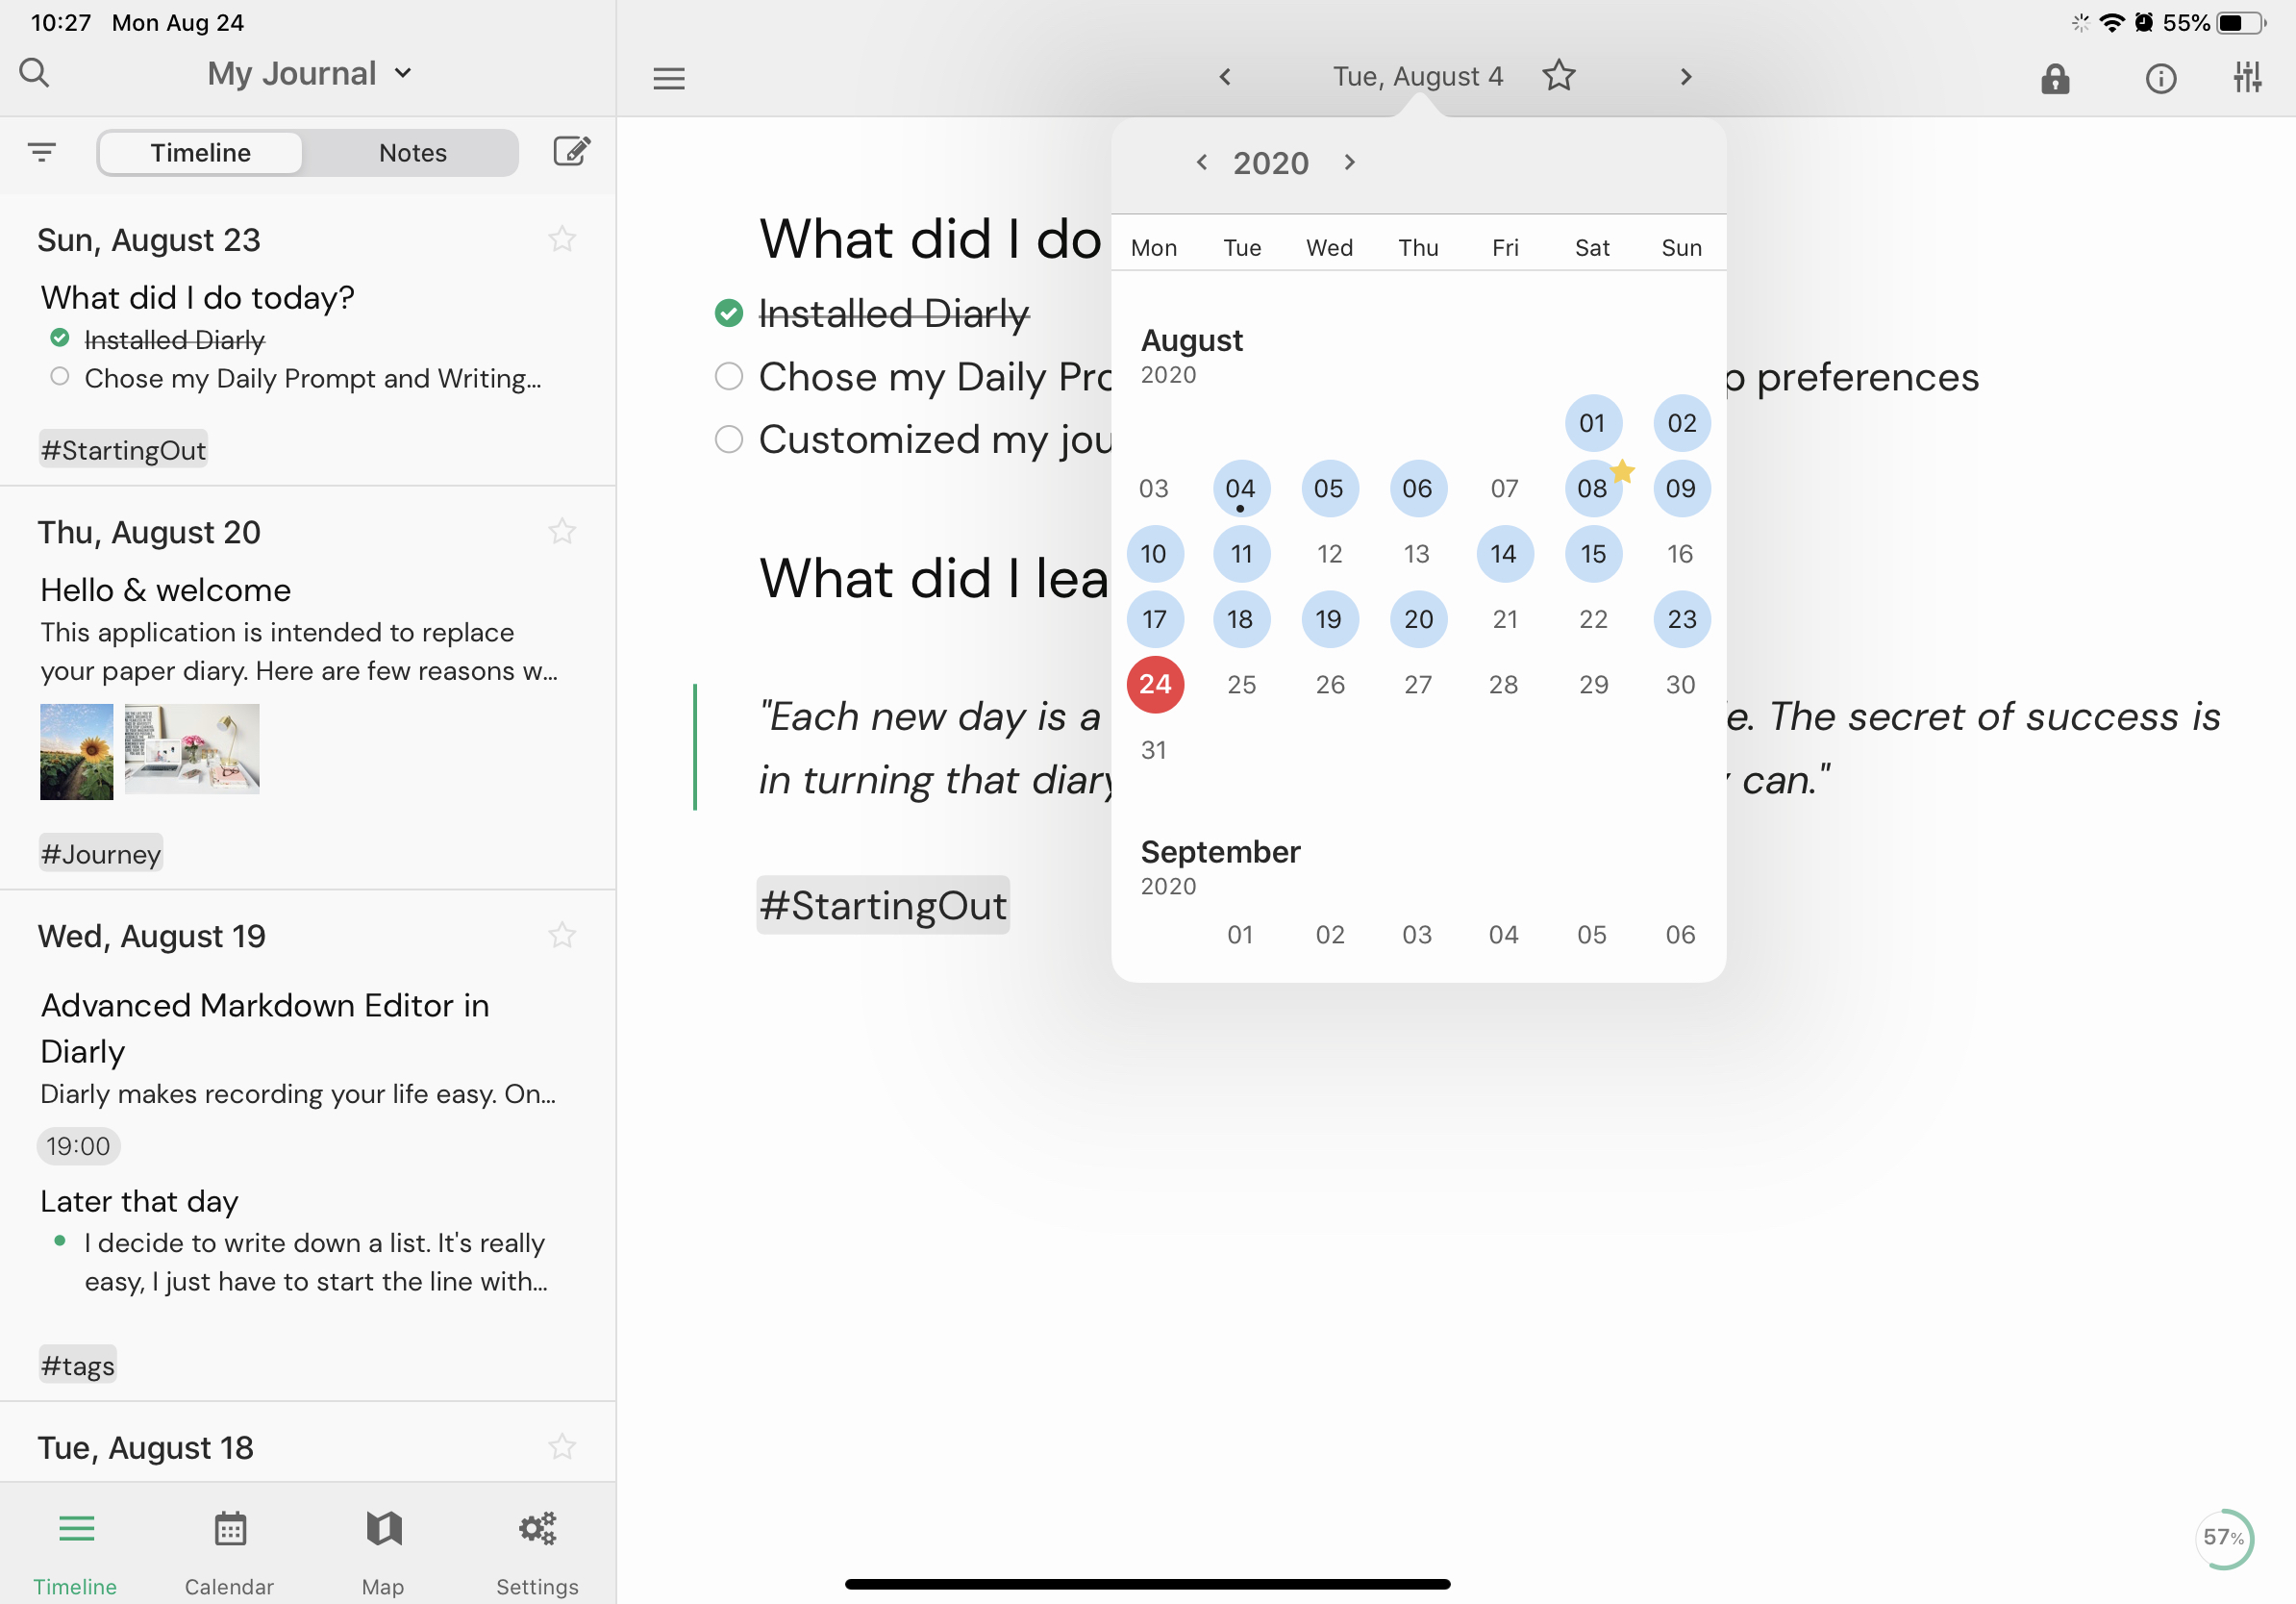 10:27 Mon Aug 24
55%
My Journal
Timeline Notes
Sun, August 23
What did I do today?
Installed Diarly
Chose my Daily Prompt and Writing...
#StartingOut
Thu, August 20
Hello & welcome
This application is intended to replace
your paper diary. Here are few reasons w...
#Journey
Wed, August 19
Advanced Markdown Editor in
Diarly
Diarly makes recording your life easy. On...
19:00
Later that day
I decide to write down a list. It's really
easy, I just have to start the line with...
#tags
Tue, August 18
Timeline Calendar Map Settings
Tue, August 4
What did I do
Installed Diarly
Chose my Daily preferences
Customized my
What did I
"Each new day is a The secret of success is
in turning that can."
#StartingOut
2020
Mon Tue Wed Thu Fri Sat Sun
August
2020
01 02
03 04 05 06 07 08 09
10 11 12 13 14 15 16
17 18 19 20 21 22 23
24 25 26 27 28 29 30
31
September
2020
01 02 03 04 05 06
57%